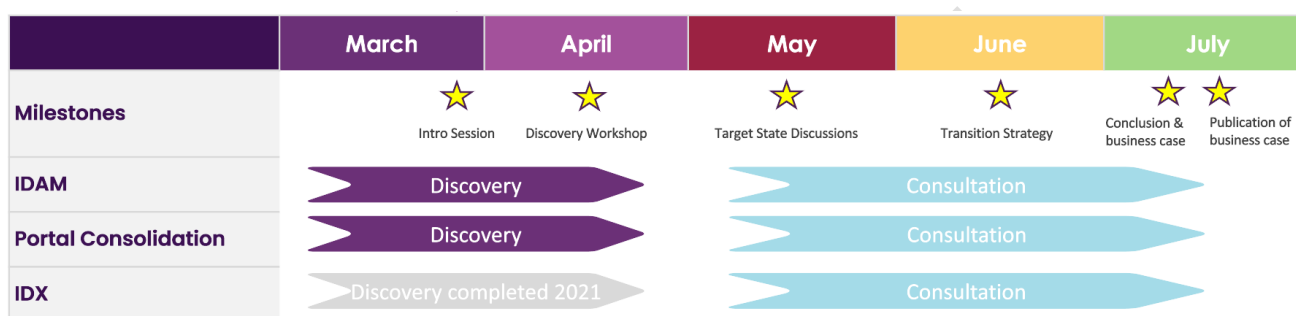 March April May June July
Milestones
Intro Session Discovery Workshop Target State Discussions Transition Strategy
Conclusion &
business case
Publication of
business case
IDAM Discovery Consultation
Portal Consolidation Discovery Consultation
IDX Discovery completed 2021 Consultation